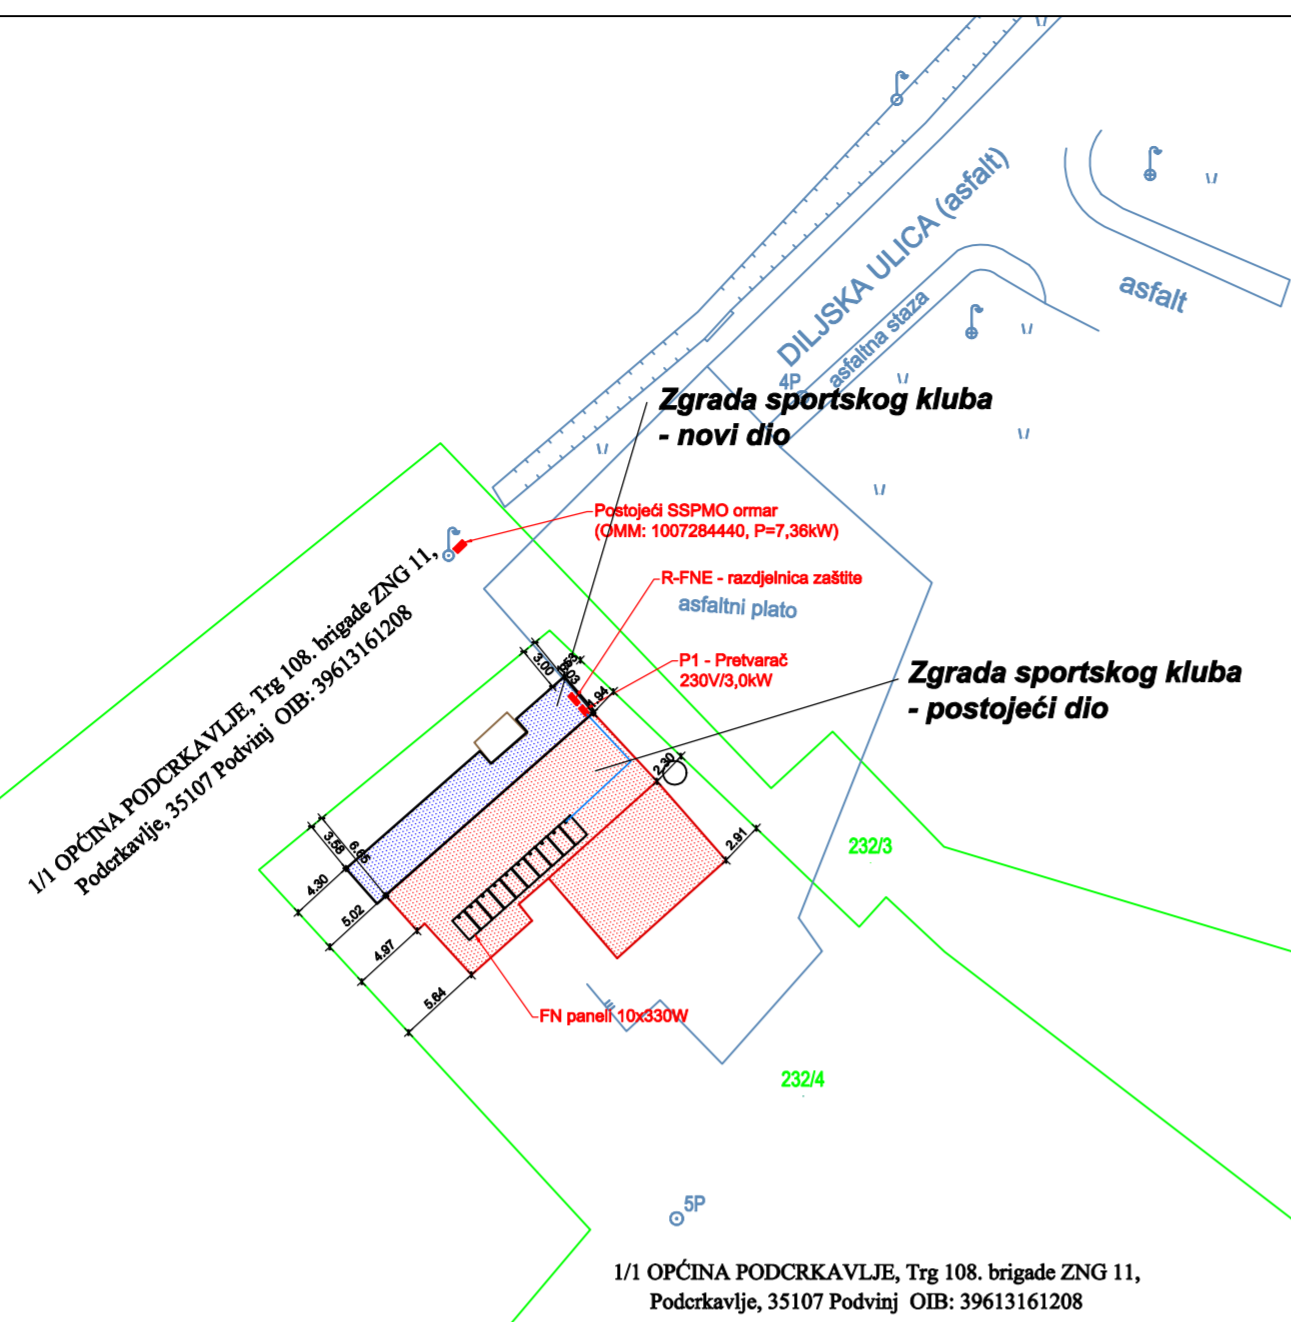 DILJSKA ULICA (asfalt)
asfaltna staza
asfalt
4P
Zgrada sportskog kluba
- novi dio
Postojeći SSPMO ormar
(OMM: 1007284440, P=7,36kW)
R-FNE - razdjelnica zaštite
asfaltni plato
P1 - Pretvarač
230V/3,0kW
Zgrada sportskog kluba
- postojeći dio
1/1 OPĆINA PODCRKAVLJE, Trg 108. brigade ZNG 11,
Podcrkavlje, 35107 Podvinj OIB: 39613161208
3.00
1.94
2.30
2.91
3.58
6.65
4.30
5.02
4.97
5.64
232/3
FN paneli 10x330W
232/4
5P
1/1 OPĆINA PODCRKAVLJE, Trg 108. brigade ZNG 11,
Podcrkavlje, 35107 Podvinj OIB: 39613161208